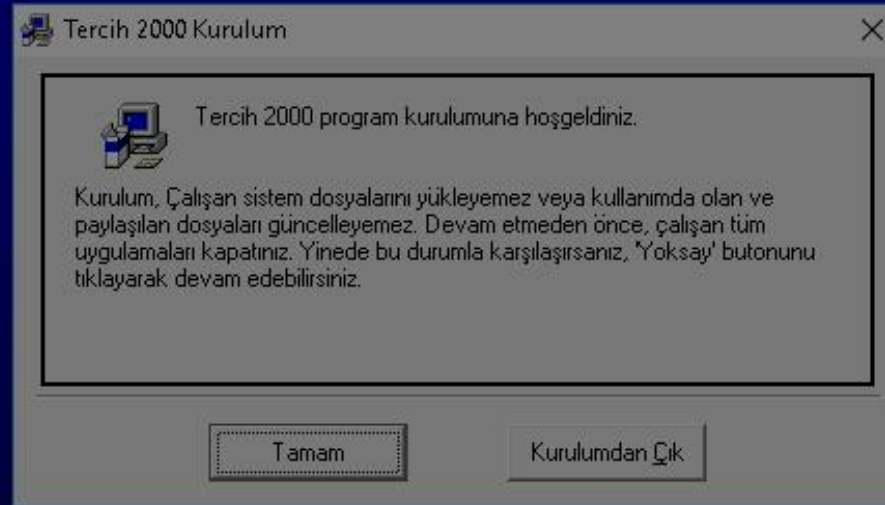 Tercih 2000 Kurulum
Tercih 2000 program kurulumuna hoşgeldiniz.
Kurulum, Çalışan sistem dosyalarını yükleyemez veya kullanımda olan ve
paylaşılan dosyaları güncelleyemez. Devam etmeden önce, çalışan tüm
uygulamaları kapatınız. Yinede bu durumla karşılaşırsanız, 'Yoksay' butonunu
tıklayarak devam edebilirsiniz.
Tamam
Kurulumdan Çık